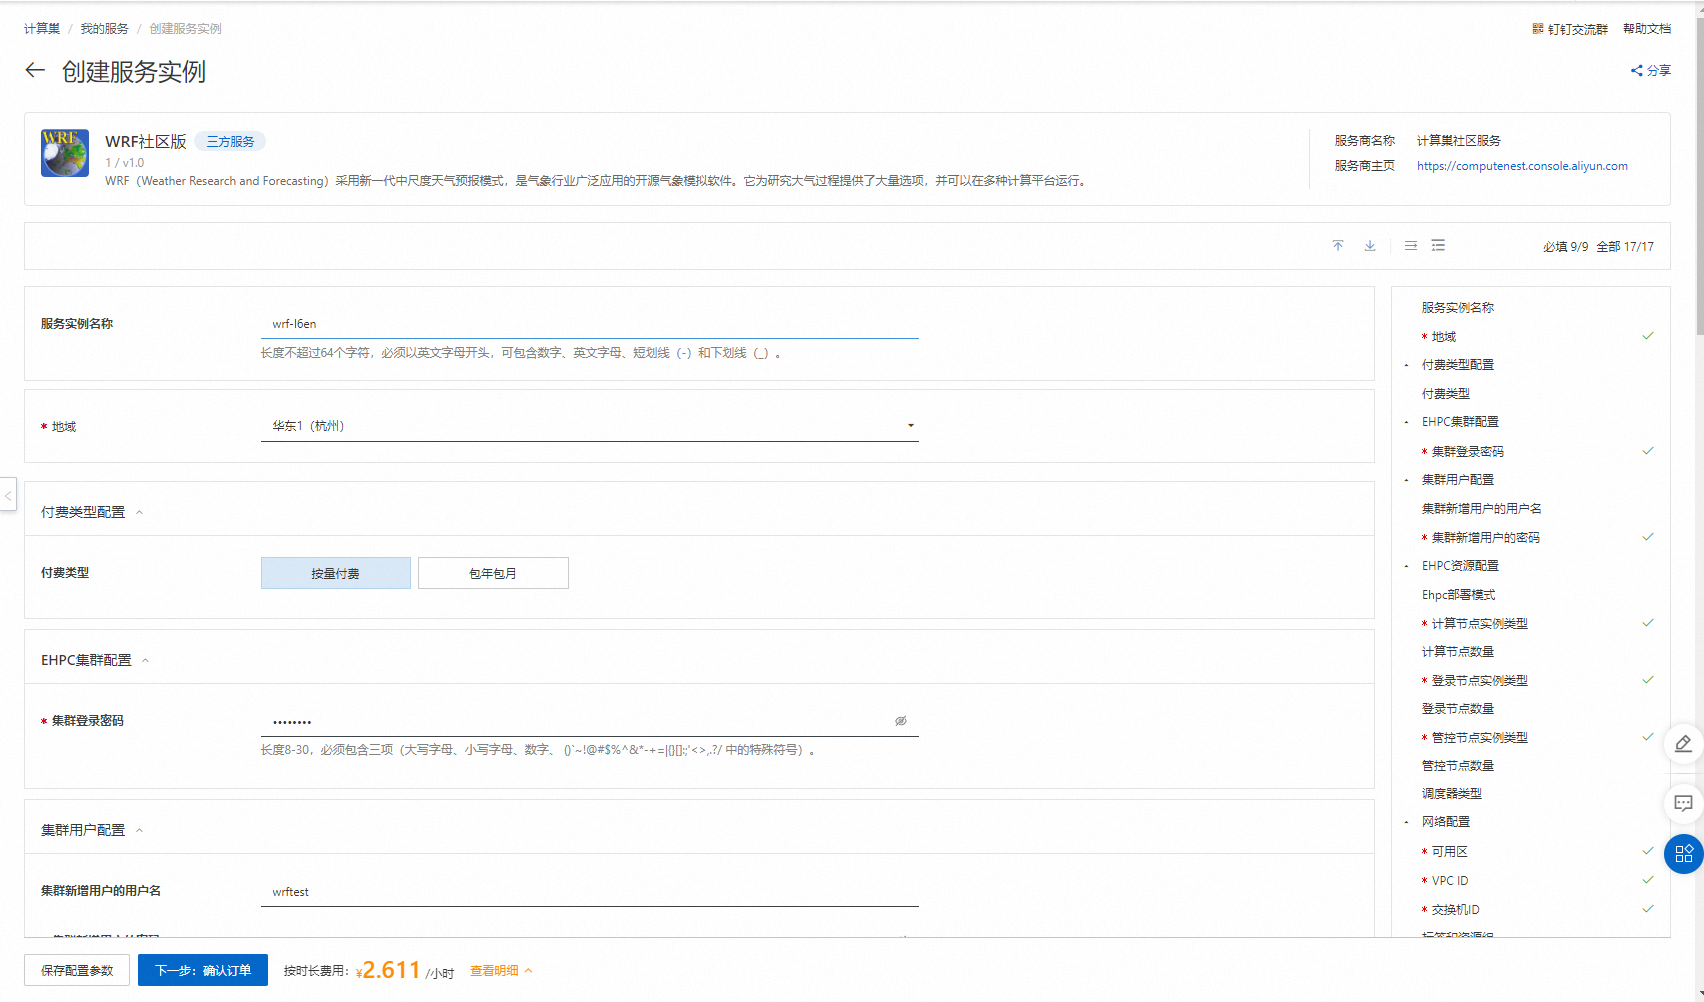 计算巢 / 我的服务 / 创建服务实例
钉钉交流群 帮助文档
创建服务实例
分享
WRF
WRF社区版 三方服务
1 / v1.0
WRF（Weather Research and Forecasting）采用新一代中尺度天气预报模式，是气象行业广泛应用的开源气象模拟软件。它为研究大气过程提供了大量选项，并可以在多种计算平台运行。
服务商名称 计算巢社区服务
服务商主页 https://computenest.console.aliyun.com
必填 9/9 全部 17/17
服务实例名称
wrf-l6en
长度不超过64个字符，必须以英文字母开头，可包含数字、英文字母、短划线（-）和下划线（_）。
* 地域
华东1（杭州）
付费类型配置
付费类型
按量付费
包年包月
EHPC集群配置
* 集群登录密码
••••••••
长度8-30，必须包含三项（大写字母、小写字母、数字、 ()`~!@#$%^&*-+=|{}[]:;'<>,.?/ 中的特殊符号）。
集群用户配置
集群新增用户的用户名
wrftest
服务实例名称
* 地域
付费类型配置
付费类型
EHPC集群配置
* 集群登录密码
集群用户配置
集群新增用户的用户名
* 集群新增用户的密码
EHPC资源配置
Ehpc部署模式
* 计算节点实例类型
计算节点数量
* 登录节点实例类型
登录节点数量
* 管控节点实例类型
管控节点数量
调度器类型
网络配置
* 可用区
* VPC ID
* 交换机ID
标签和资源组
保存配置参数
下一步：确认订单
按时长费用： ¥2.611 /小时 查看明细